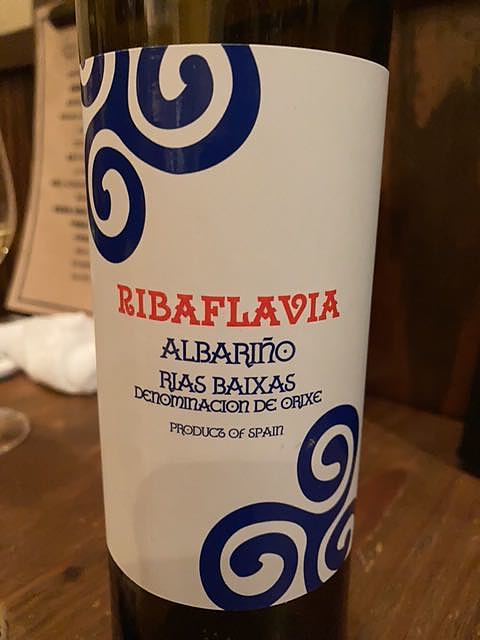 RIBAFLAVIA
ALBARIÑO
RIAS BAIXAS
DENOMINACION DE ORIXE
PRODUCT OF SPAIN